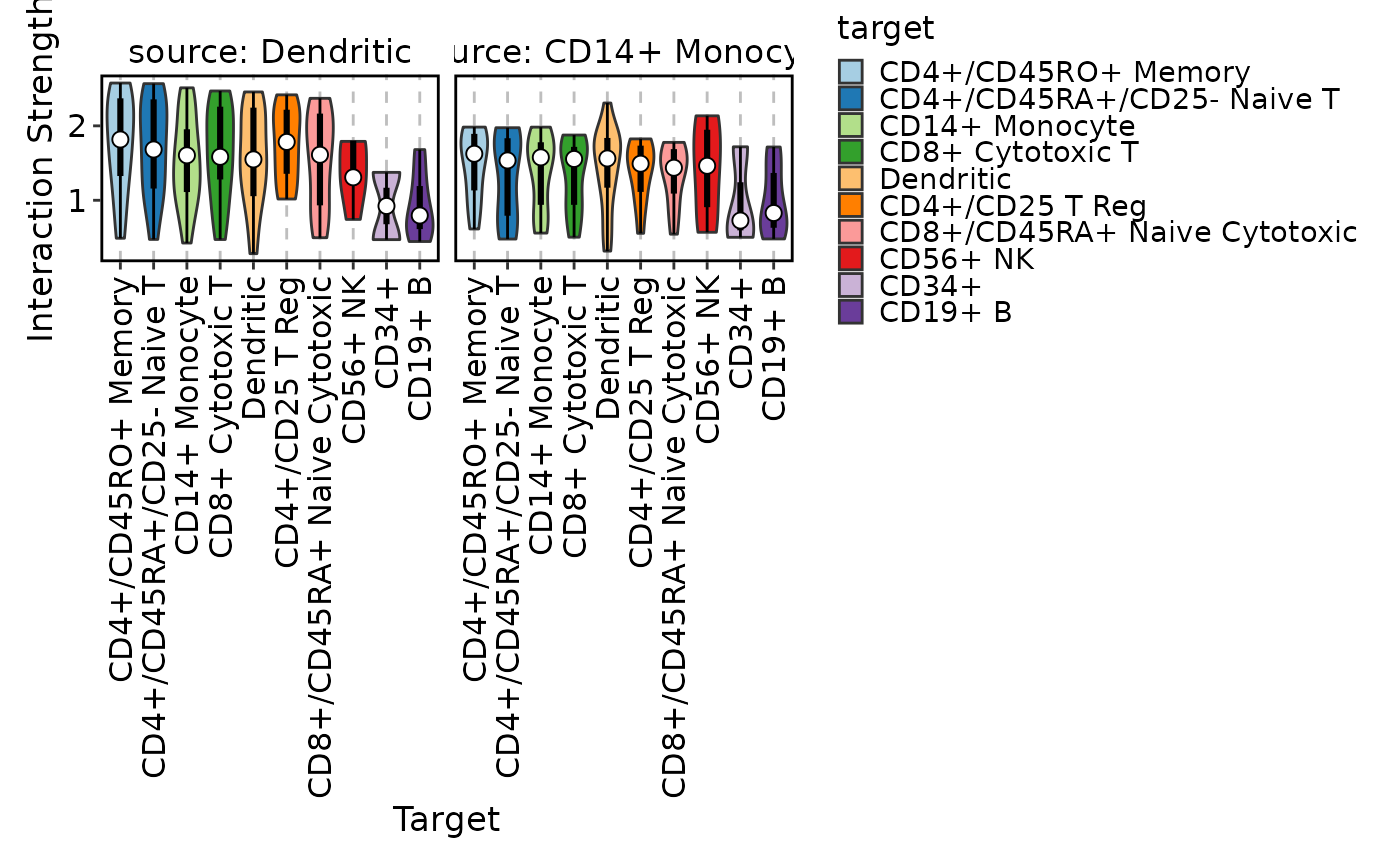 Interaction Strength
source: Dendritic
urce: CD14+ Monocy
2
1
CD4+/CD45RO+ Memory
CD4+/CD45RA+/CD25- Naive T
CD14+ Monocyte
CD8+ Cytotoxic T
Dendritic
CD4+/CD25 T Reg
CD8+/CD45RA+ Naive Cytotoxic
CD56+ NK
CD34+
CD19+ B
CD4+/CD45RO+ Memory
CD4+/CD45RA+/CD25- Naive T
CD14+ Monocyte
CD8+ Cytotoxic T
Dendritic
CD4+/CD25 T Reg
CD8+/CD45RA+ Naive Cytotoxic
CD56+ NK
CD34+
CD19+ B
Target
target
CD4+/CD45RO+ Memory
CD4+/CD45RA+/CD25- Naive T
CD14+ Monocyte
CD8+ Cytotoxic T
Dendritic
CD4+/CD25 T Reg
CD8+/CD45RA+ Naive Cytotoxic
CD56+ NK
CD34+
CD19+ B